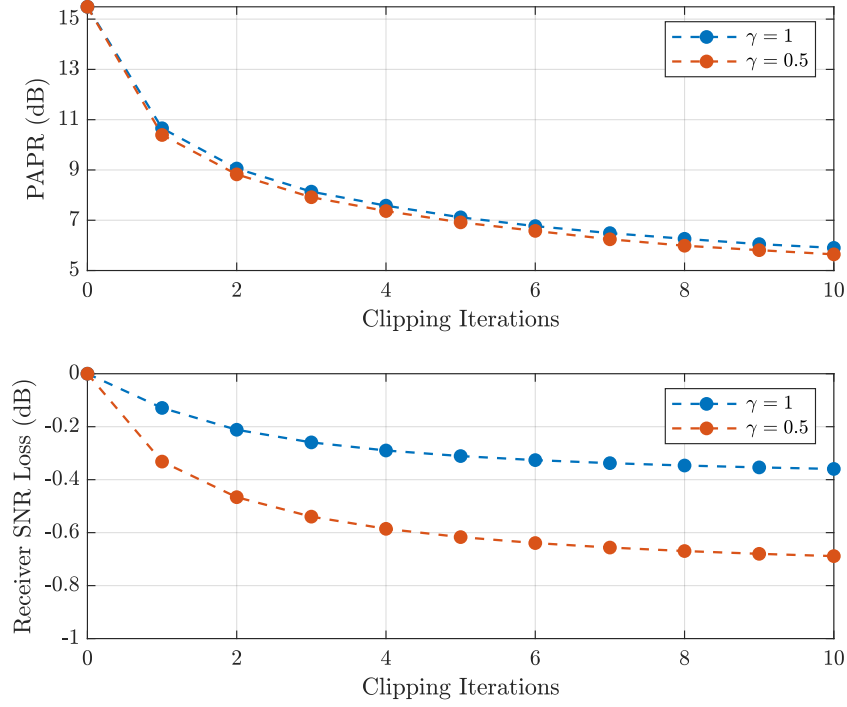 PAPR (dB)
15
13
11
9
7
5
γ = 1
γ = 0.5
0 2 4 6 8 10
Clipping Iterations
Receiver SNR Loss (dB)
0
-0.2
-0.4
-0.6
-0.8
-1
γ = 1
γ = 0.5
0 2 4 6 8 10
Clipping Iterations